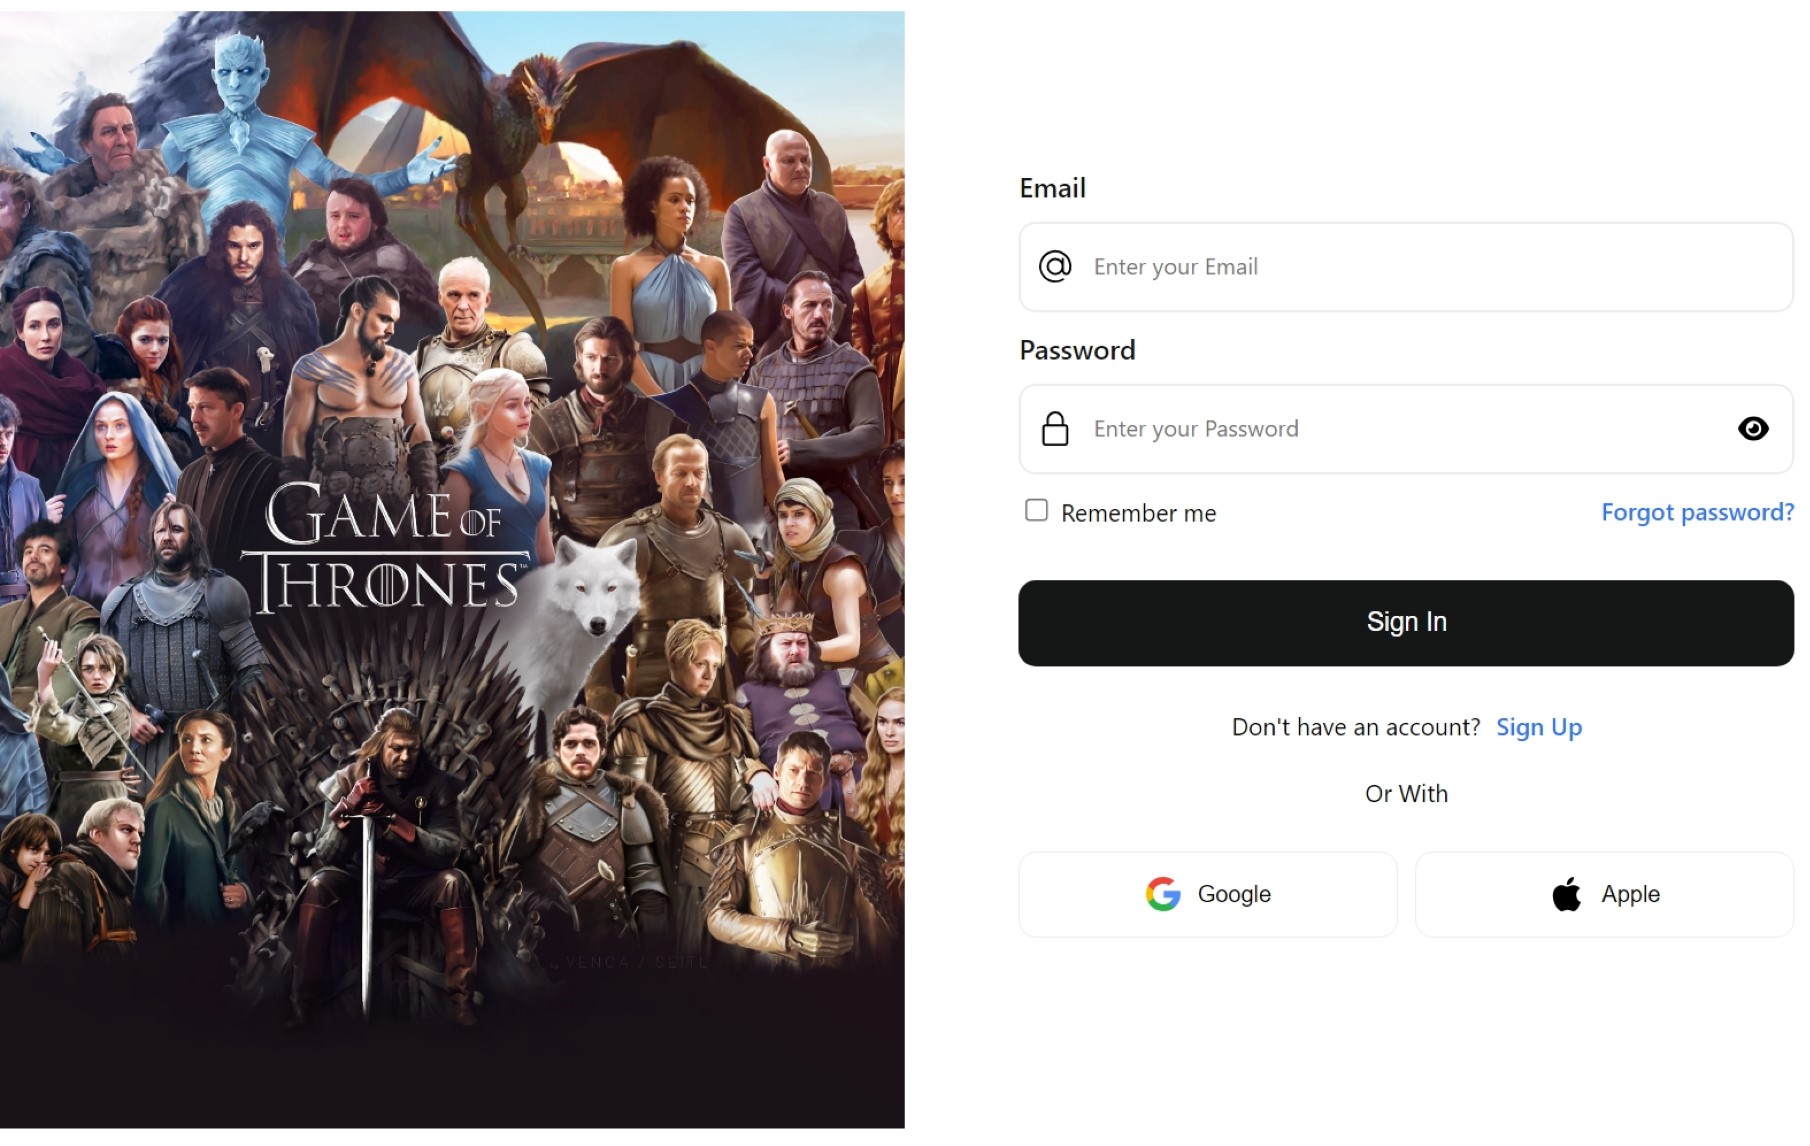 GAME OF
THRONES™
VENCA / SEITL
Email
@ Enter your Email
Password
Enter your Password
Remember me
Forgot password?
Sign In
Don't have an account? Sign Up
Or With
Google
Apple